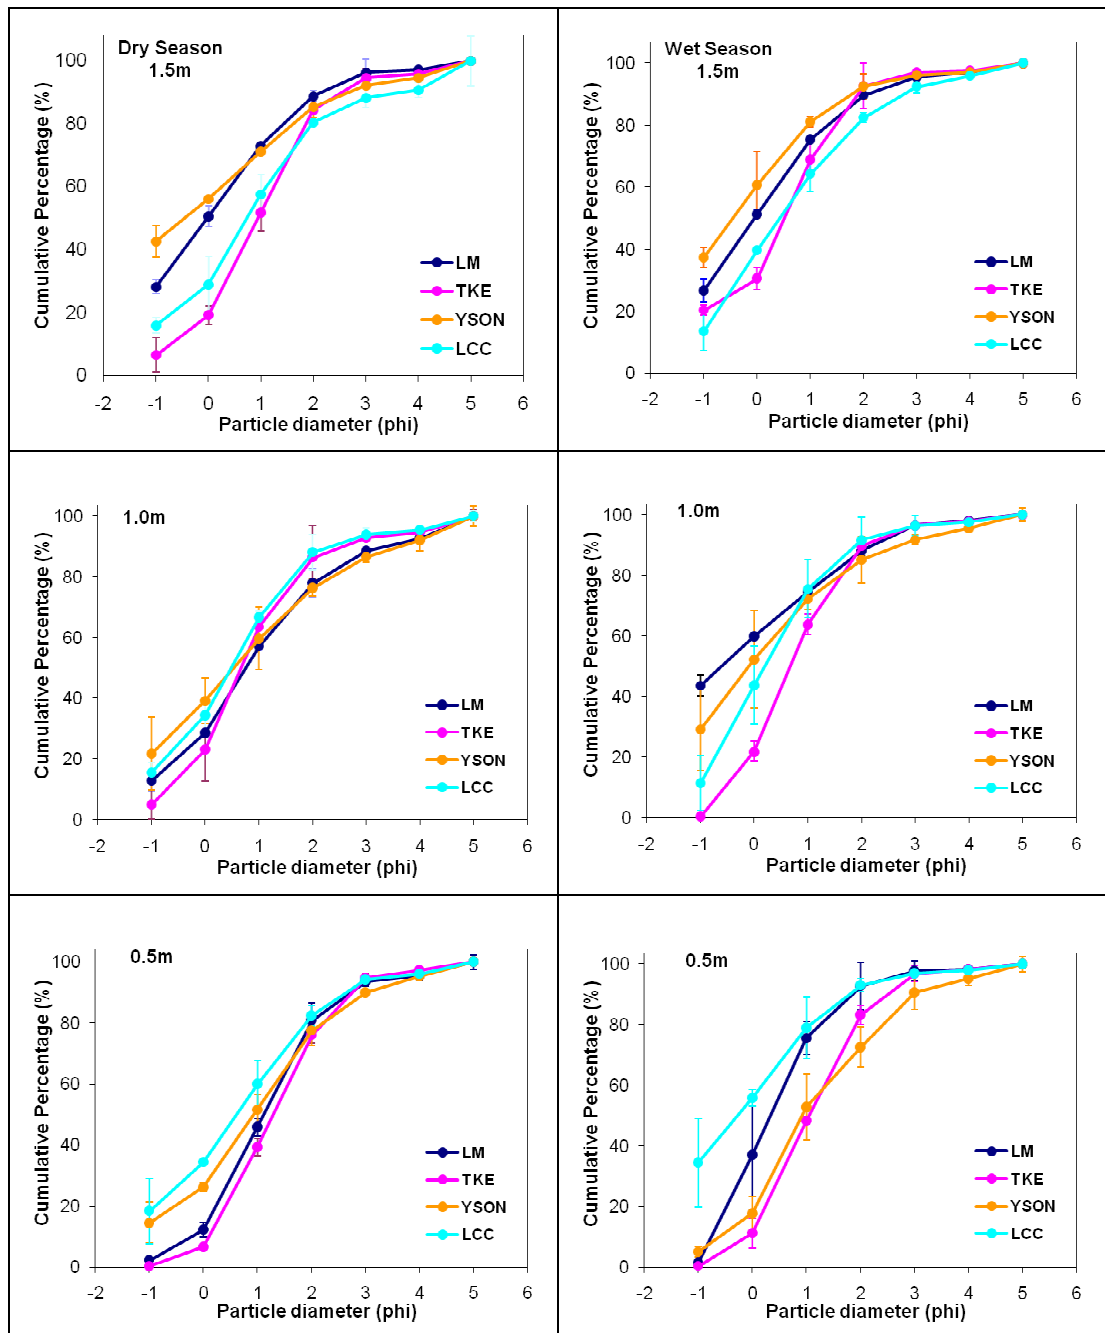 Dry Season
1.5m
Cumulative Percentage (%)
100
80
60
40
20
0
LM
TKE
YSON
LCC
-2 -1 0 1 2 3 4 5 6
Particle diameter (phi)
Wet Season
1.5m
Cumulative Percentage (%)
100
80
60
40
20
0
LM
TKE
YSON
LCC
-2 -1 0 1 2 3 4 5 6
Particle diameter (phi)
1.0m
Cumulative Percentage (%)
100
80
60
40
20
0
LM
TKE
YSON
LCC
-2 -1 0 1 2 3 4 5 6
Particle diameter (phi)
1.0m
Cumulative Percentage (%)
100
80
60
40
20
0
LM
TKE
YSON
LCC
-2 -1 0 1 2 3 4 5 6
Particle diameter (phi)
0.5m
Cumulative Percentage (%)
100
80
60
40
20
0
LM
TKE
YSON
LCC
-2 -1 0 1 2 3 4 5 6
Particle diameter (phi)
0.5m
Cumulative Percentage (%)
100
80
60
40
20
0
LM
TKE
YSON
LCC
-2 -1 0 1 2 3 4 5 6
Particle diameter (phi)